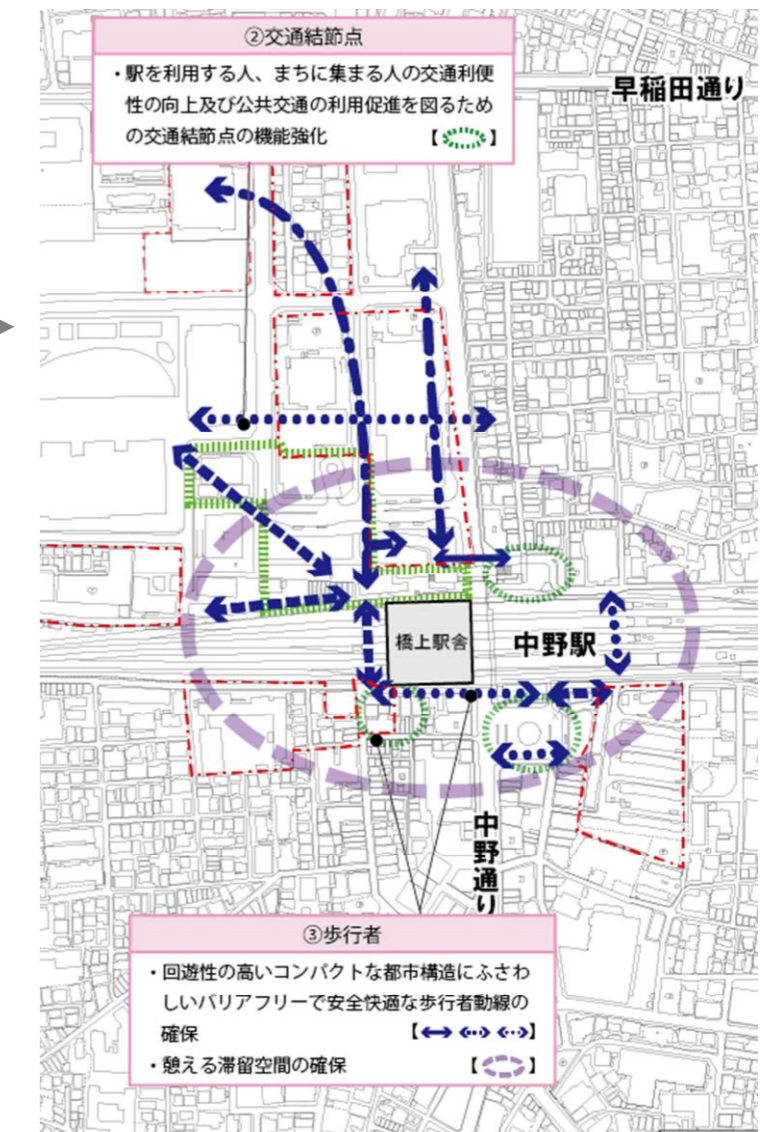 ②交通結節点
・駅を利用する人、まちに集まる人の交通利便
性の向上及び公共交通の利用促進を図るため
の交通結節点の機能強化 【 】
早稲田通り
橋上駅舎
中野駅
中野通り
③歩行者
・回遊性の高いコンパクトな都市構造にふさわ
しいバリアフリーで安全快適な歩行者動線の
確保 【 】
・憩える滞留空間の確保 【 】